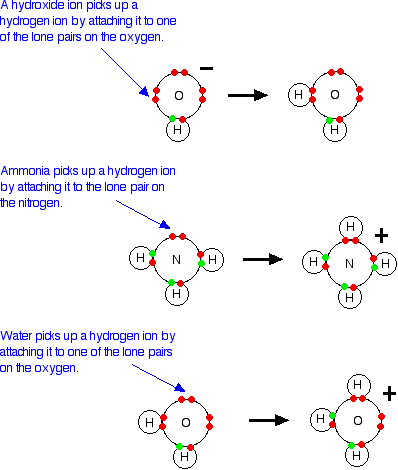 A hydroxide ion picks up a
hydrogen ion by attaching it to one
of the lone pairs on the oxygen.
O
–
H
H
O
H
Ammonia picks up a hydrogen ion
by attaching it to the lone pair on
the nitrogen.
H
N
H
H
H
+
H
N
H
H
Water picks up a hydrogen ion by
attaching it to one of the lone pairs
on the oxygen.
H
O
H
H
+
H
O
H